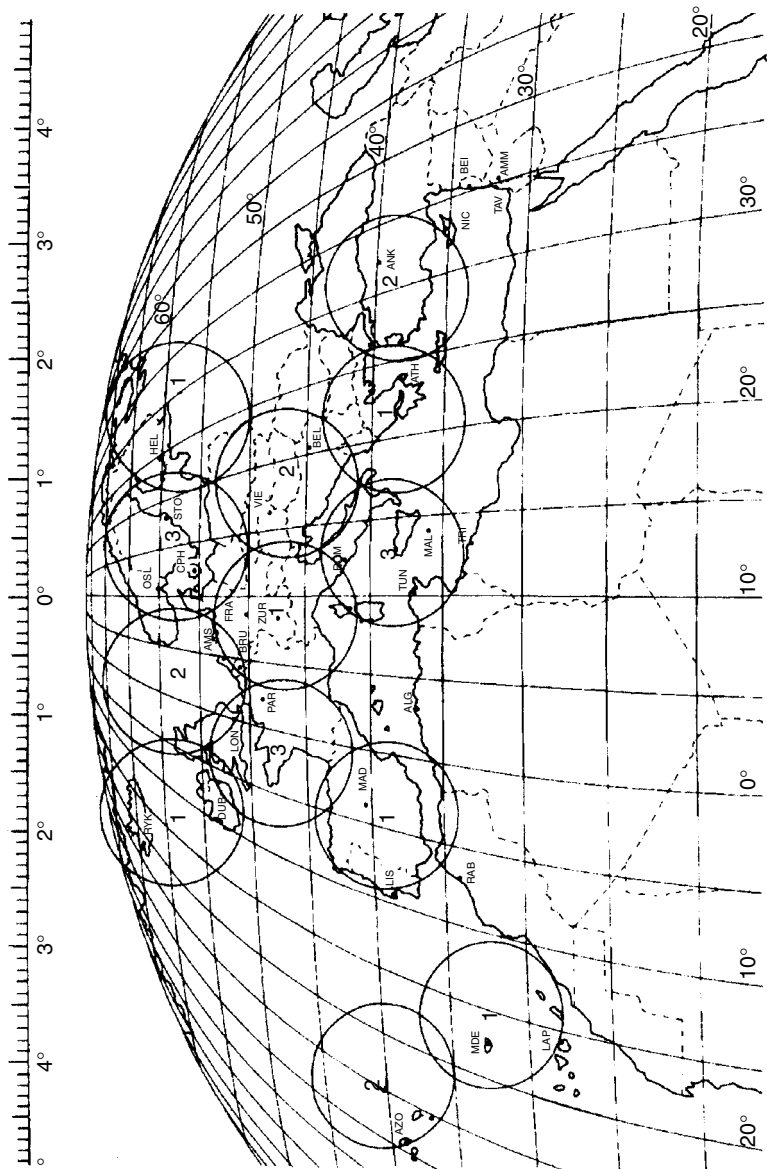 4° 3° 2° 1° 0° 1° 2° 3° 4°
60°
RYK
1
2
OSL
CPH
3
STO
HEL
1
DUB
LON
AMS
BRU
FRA
50°
3
PAR
ZUR
1
VIE
2
BEL
AZO
2
LIS
MAD
1
ALG
ROM
TUN
3
MAL
TRI
1
ATH
2
ANK
40°
MDE
1
LAP
RAB
NIC
BEI
TAV
AMM
30°
20°
20° 10° 0° 10° 20° 30°